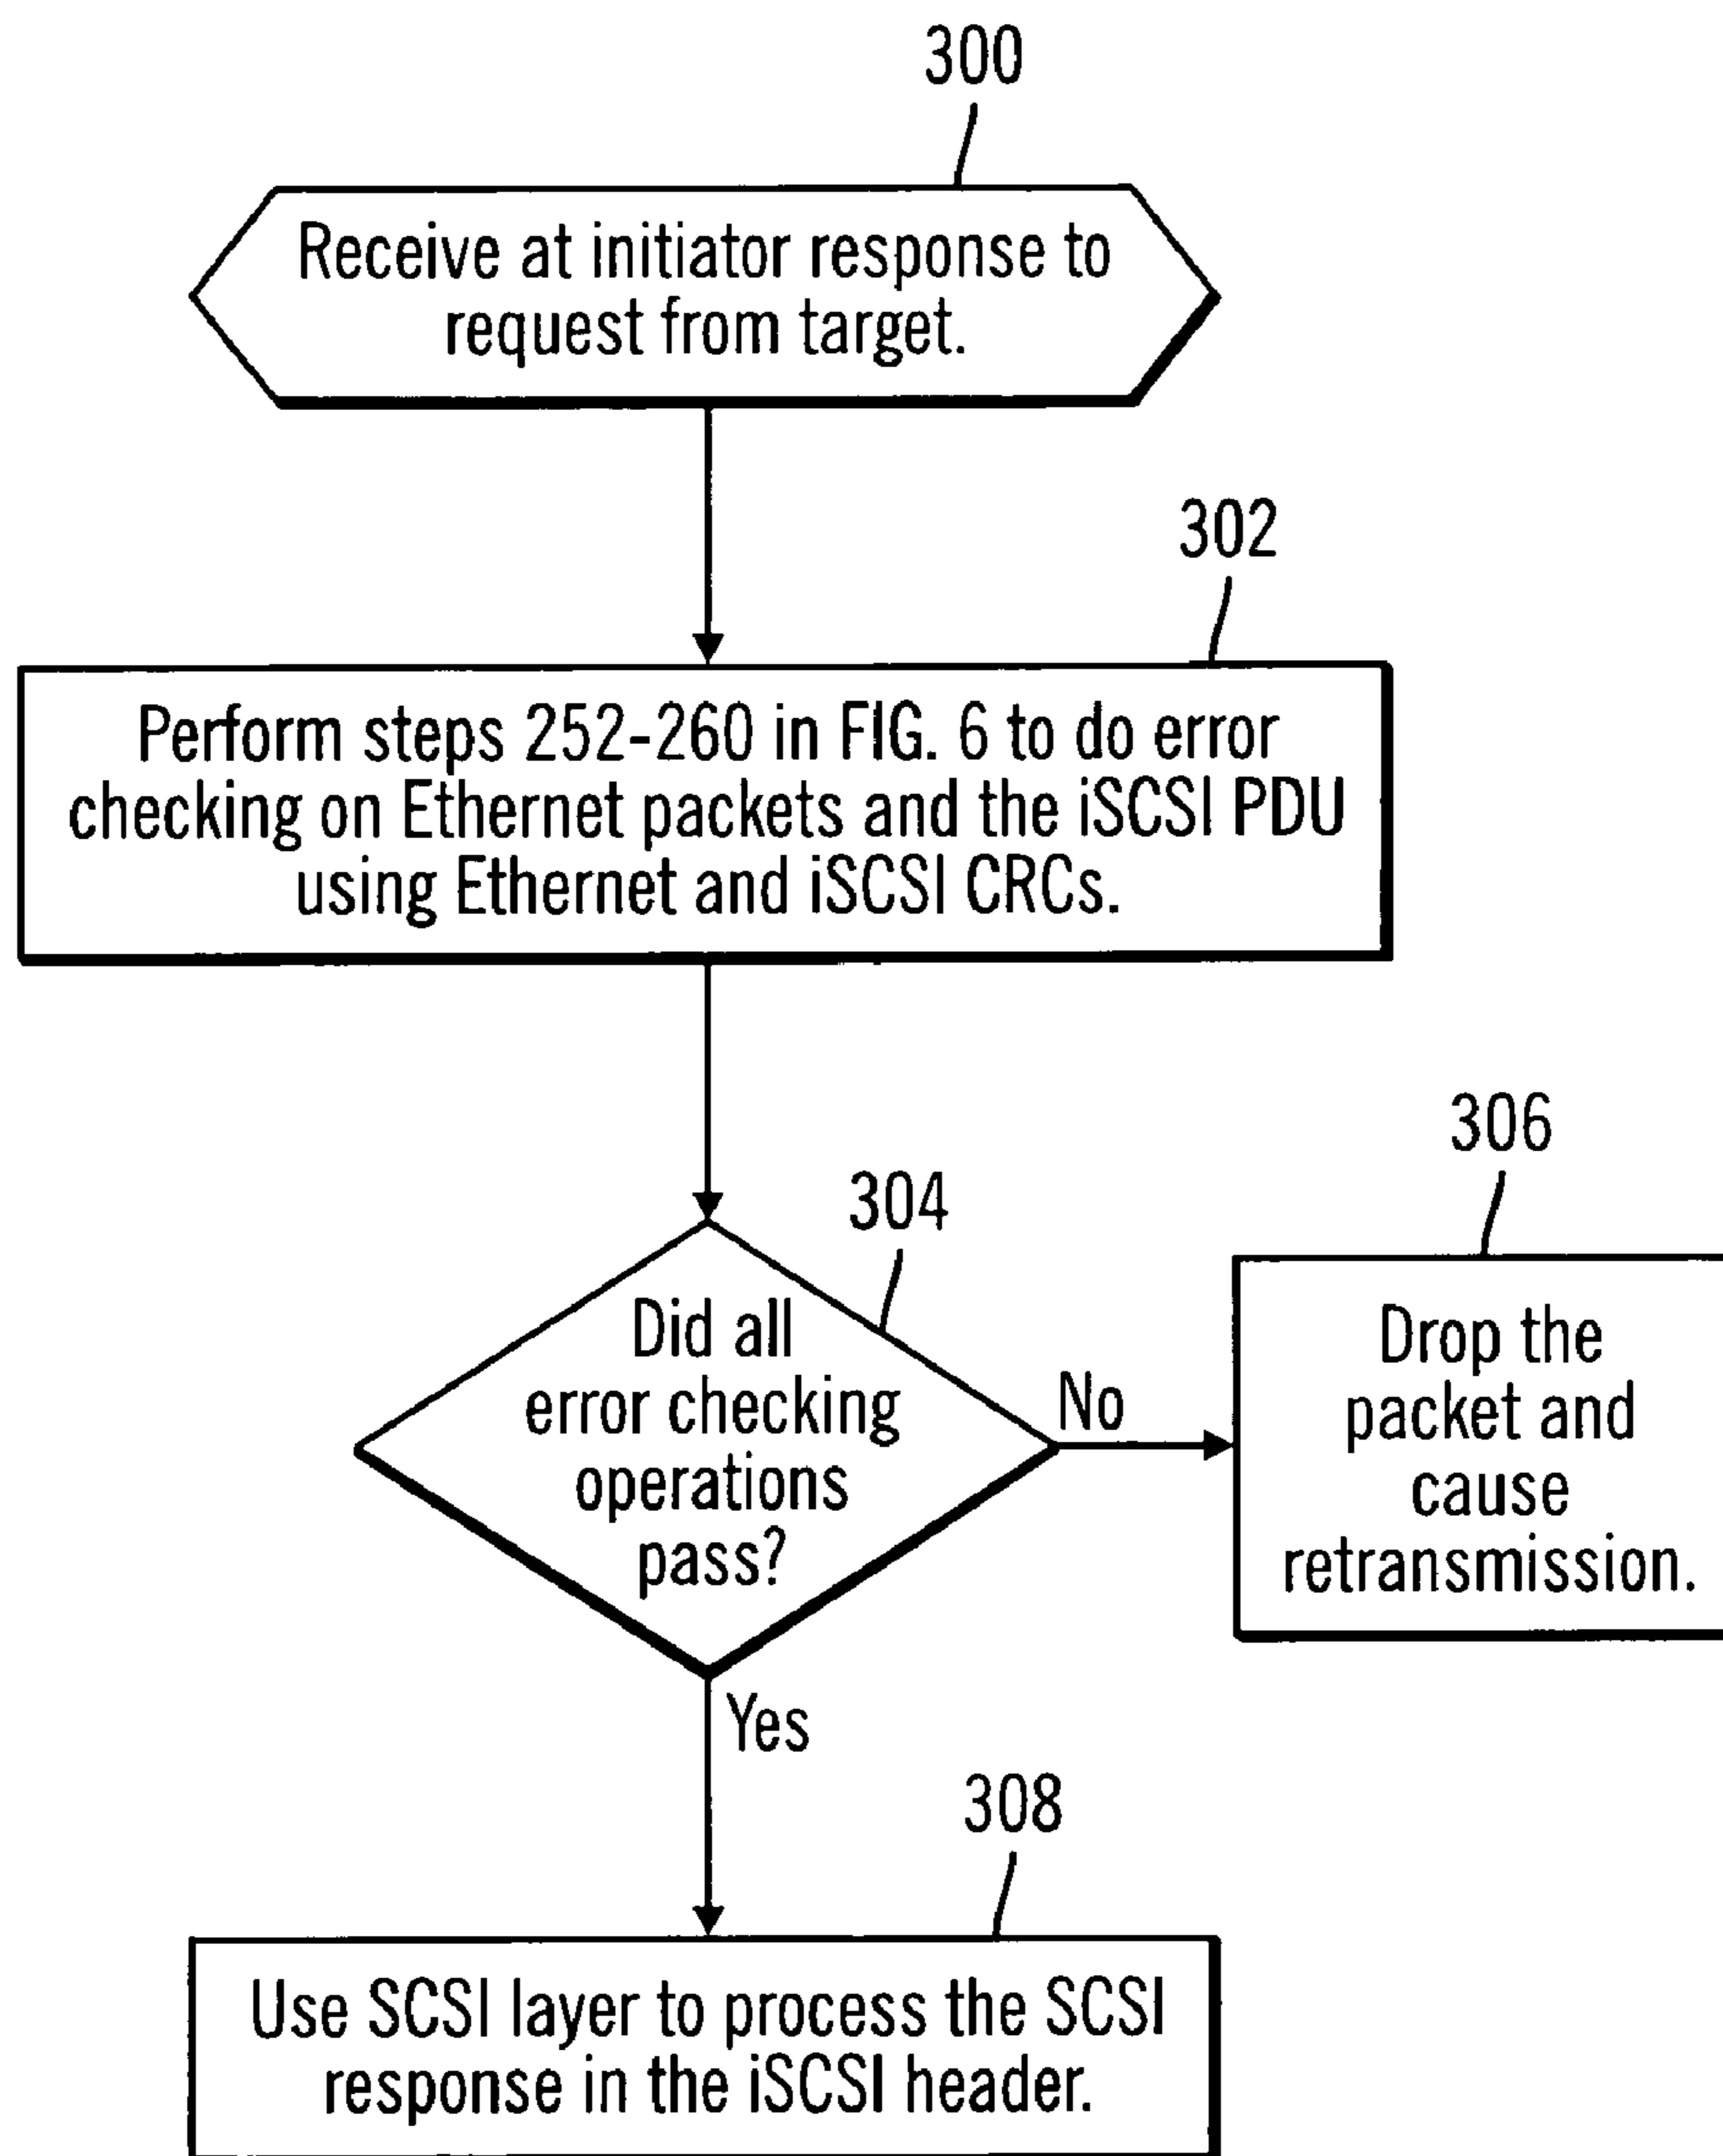 300
Receive at initiator response to
request from target.
302
Perform steps 252-260 in FIG. 6 to do error
checking on Ethernet packets and the iSCSI PDU
using Ethernet and iSCSI CRCs.
304
Did all
error checking
operations
pass?
No
306
Drop the
packet and
cause
retransmission.
Yes
308
Use SCSI layer to process the SCSI
response in the iSCSI header.